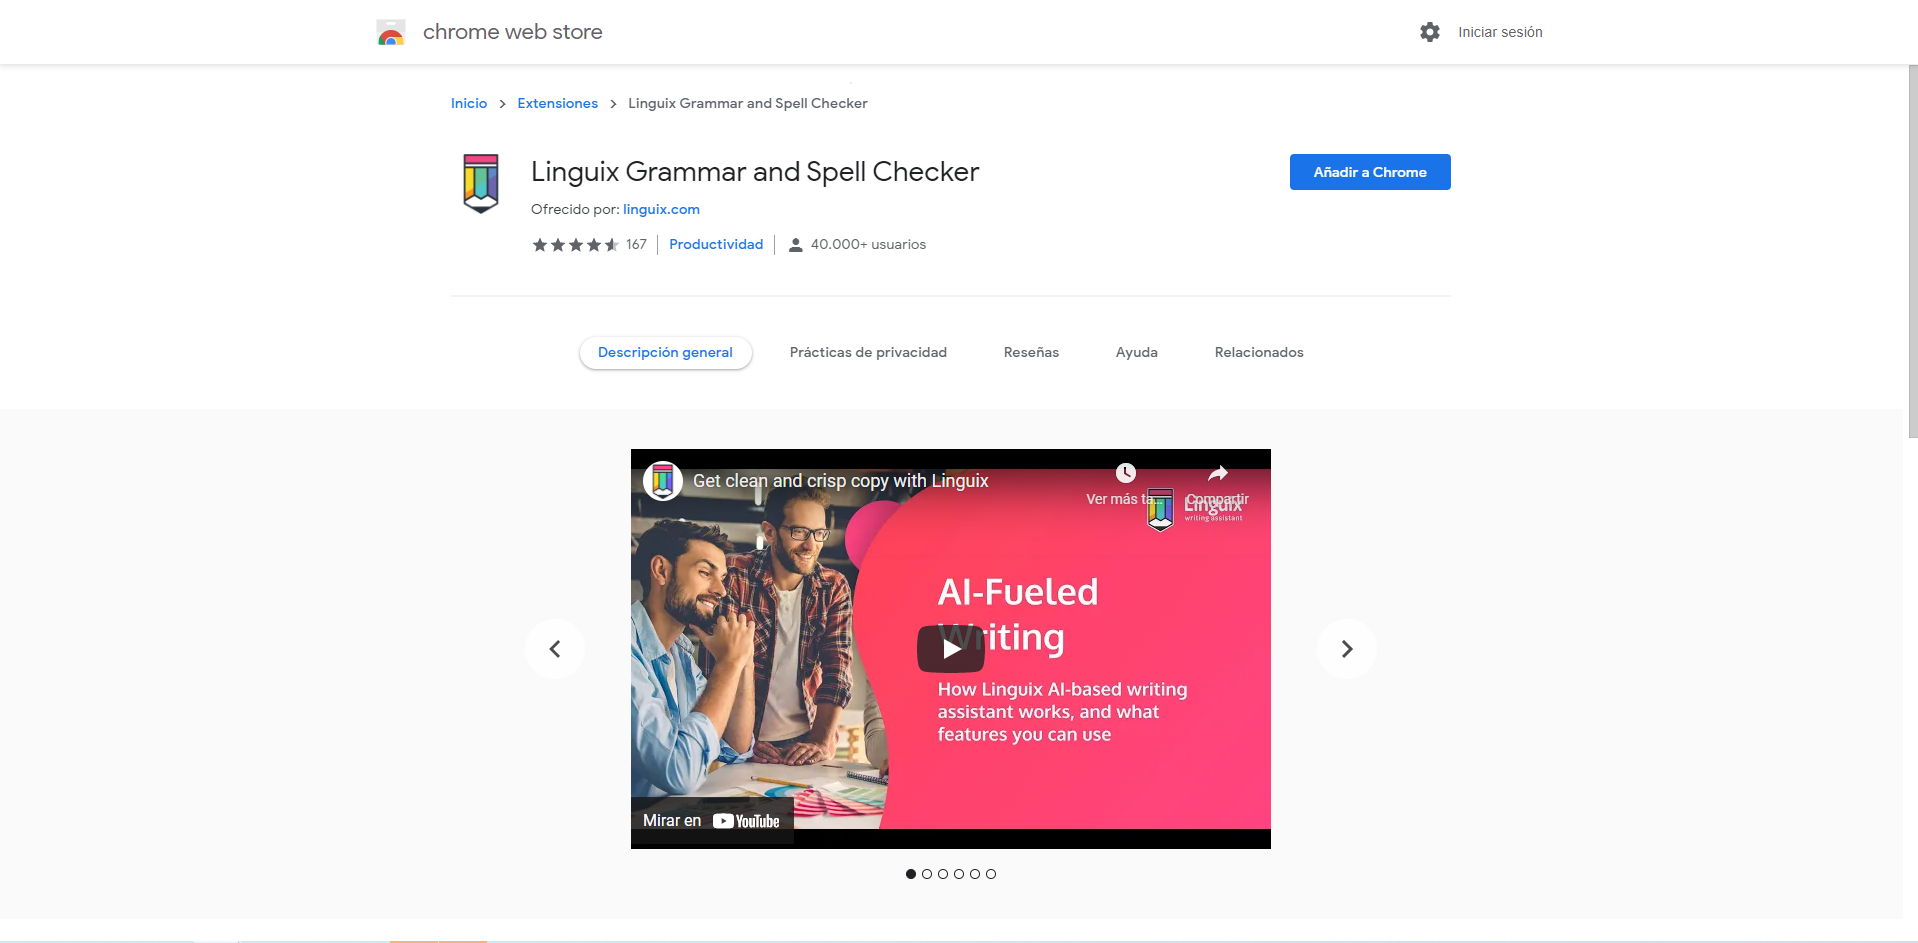 chrome web store
Iniciar sesión
Inicio > Extensiones > Linguix Grammar and Spell Checker
Linguix Grammar and Spell Checker
Añadir a Chrome
Ofrecido por: linguix.com
167 | Productividad | 40.000+ usuarios
Descripción general
Prácticas de privacidad
Reseñas
Ayuda
Relacionados
Get clean and crisp copy with Linguix
Ver más ta...
Compartir
Linguix
writing assistant
AI-Fueled
Writing
How Linguix AI-based writing
assistant works, and what
features you can use
Mirar en YouTube